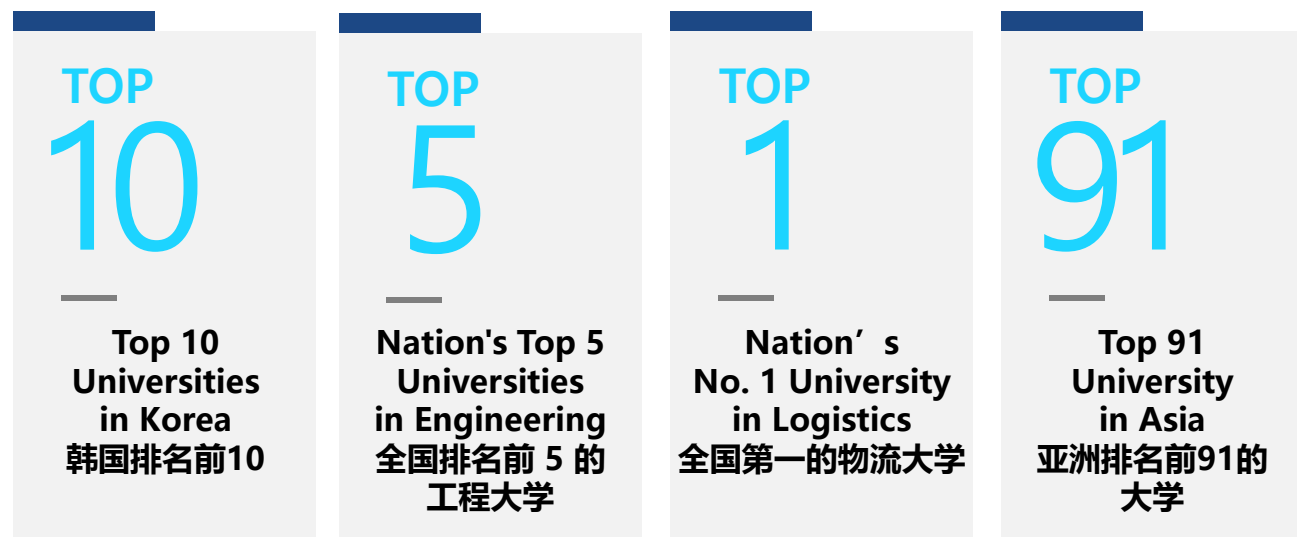 TOP
10
Top 10
Universities
in Korea
韩国排名前10
TOP
5
Nation's Top 5
Universities
in Engineering
全国排名前 5 的
工程大学
TOP
1
Nation’s
No. 1 University
in Logistics
全国第一的物流大学
TOP
91
Top 91
University
in Asia
亚洲排名前91的
大学